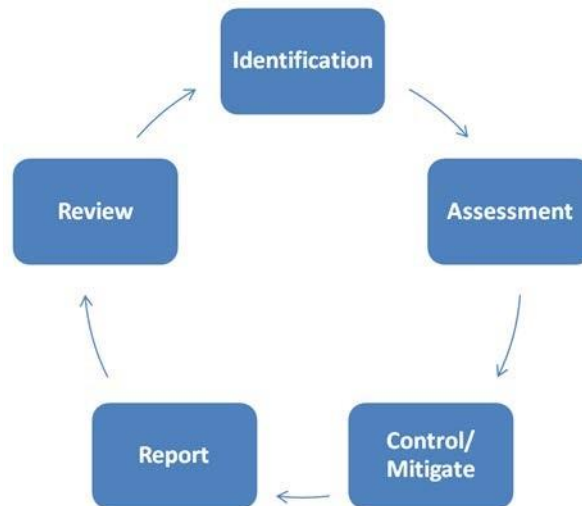 Identification
Assessment
Control/
Mitigate
Report
Review